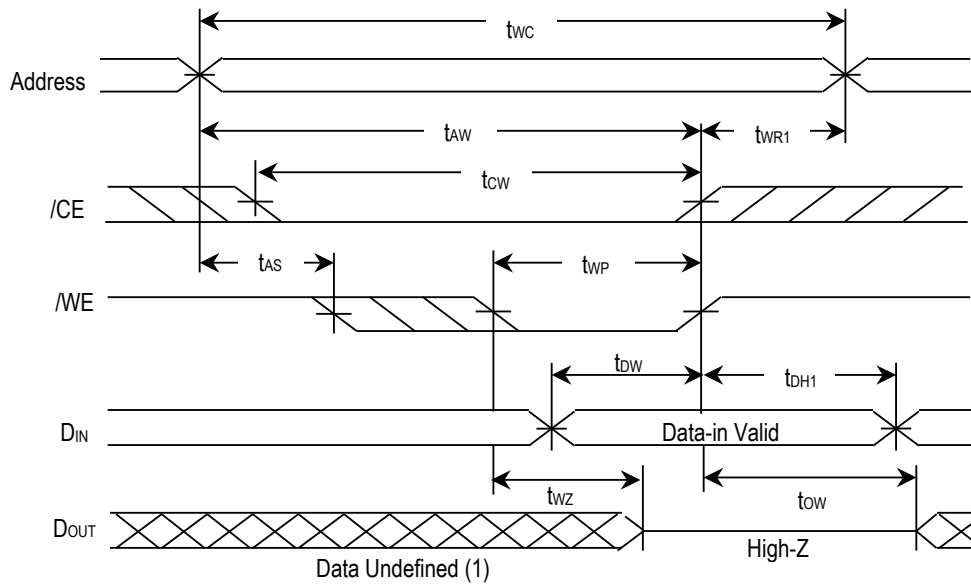 tWC
Address
tAW
tWR1
tCW
/CE
tAS
tWP
/WE
tDW
tDH1
DIN
Data-in Valid
tWZ
tOW
DOUT
High-Z
Data Undefined (1)